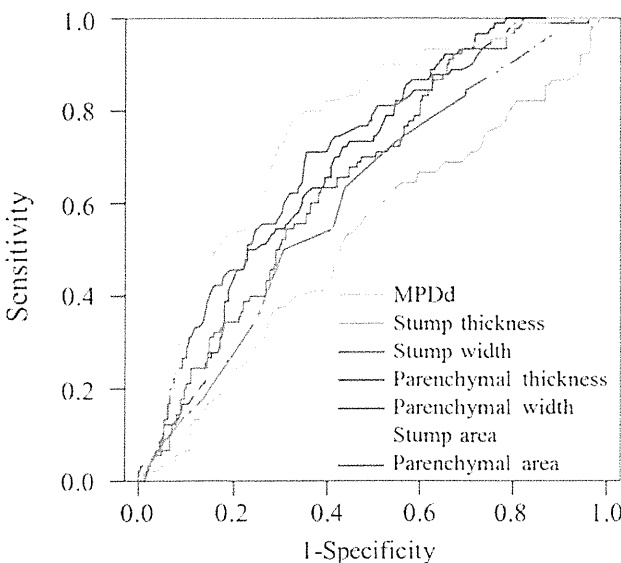 1.0
0.8
0.6
0.4
0.2
0.0
Sensitivity
MPDd
Stump thickness
Stump width
Parenchymal thickness
Parenchymal width
Stump area
Parenchymal area
0.0 0.2 0.4 0.6 0.8 1.0
1-Specificity